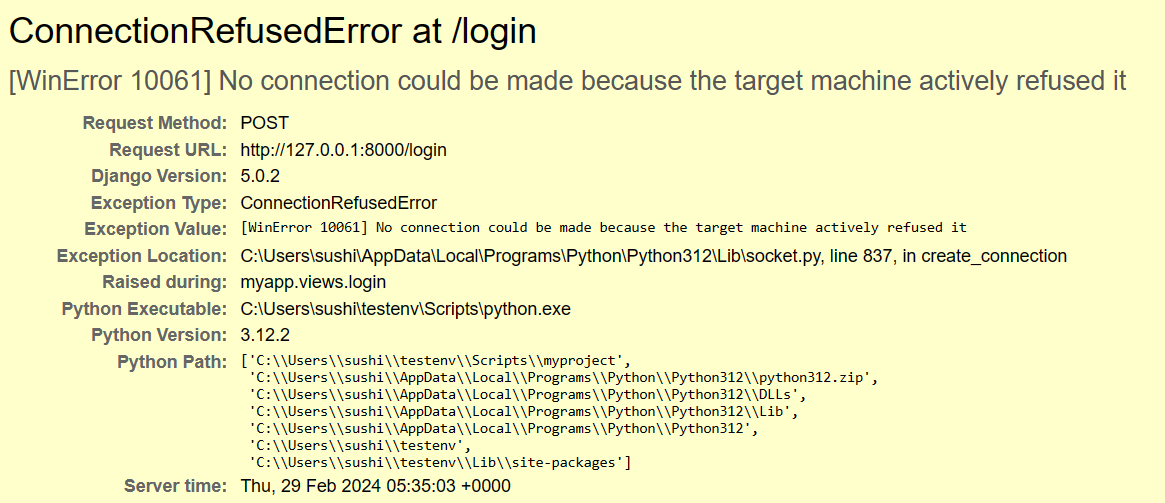 ConnectionRefusedError at /login
[WinError 10061] No connection could be made because the target machine actively refused it
Request Method: POST
Request URL: http://127.0.0.1:8000/login
Django Version: 5.0.2
Exception Type: ConnectionRefusedError
Exception Value: [WinError 10061] No connection could be made because the target machine actively refused it
Exception Location: C:\Users\sushi\AppData\Local\Programs\Python\Python312\Lib\socket.py, line 837, in create_connection
Raised during: myapp.views.login
Python Executable: C:\Users\sushi\testenv\Scripts\python.exe
Python Version: 3.12.2
Python Path: ['C:\\Users\\sushi\\testenv\\Scripts\\myproject',
'C:\\Users\\sushi\\AppData\\Local\\Programs\\Python\\Python312\\python312.zip',
'C:\\Users\\sushi\\AppData\\Local\\Programs\\Python\\Python312\\DLLs',
'C:\\Users\\sushi\\AppData\\Local\\Programs\\Python\\Python312\\Lib',
'C:\\Users\\sushi\\AppData\\Local\\Programs\\Python\\Python312',
'C:\\Users\\sushi\\testenv',
'C:\\Users\\sushi\\testenv\\Lib\\site-packages']
Server time: Thu, 29 Feb 2024 05:35:03 +0000